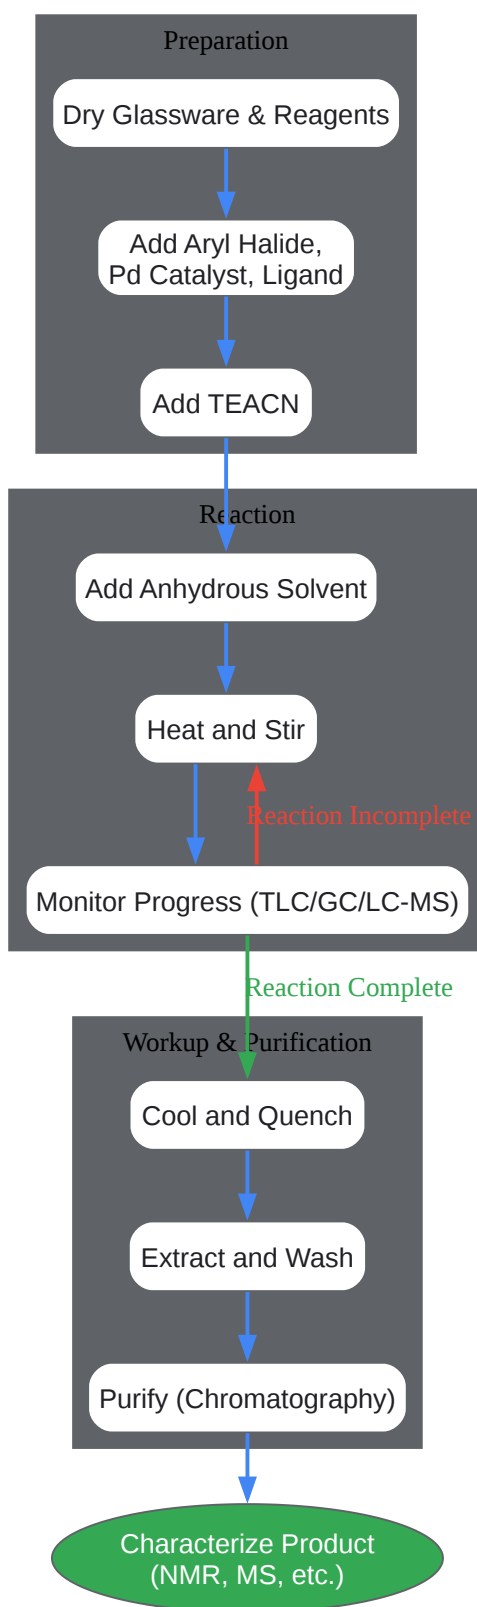 Preparation
Dry Glassware & Reagents
Add Aryl Halide,
Pd Catalyst, Ligand
Add TEACN
Reaction
Add Anhydrous Solvent
Heat and Stir
Reaction Incomplete
Monitor Progress (TLC/GC/LC-MS)
Reaction Complete
Workup & Purification
Cool and Quench
Extract and Wash
Purify (Chromatography)
Characterize Product
(NMR, MS, etc.)